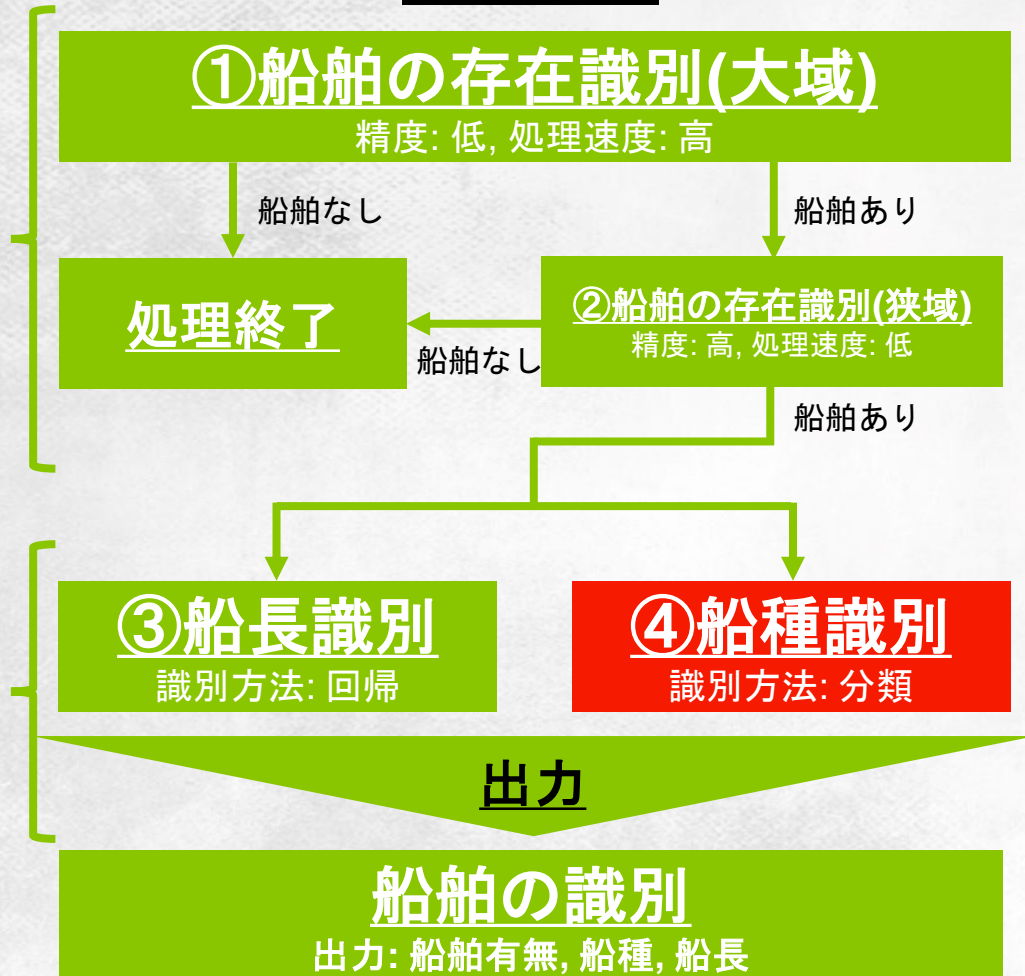 ①船舶の存在識別(大域)
精度: 低, 処理速度: 高
船舶なし
船舶あり
処理終了
②船舶の存在識別(狭域)
精度: 高, 処理速度: 低
船舶なし
船舶あり
③船長識別
識別方法: 回帰
④船種識別
識別方法: 分類
出力
船舶の識別
出力: 船舶有無, 船種, 船長